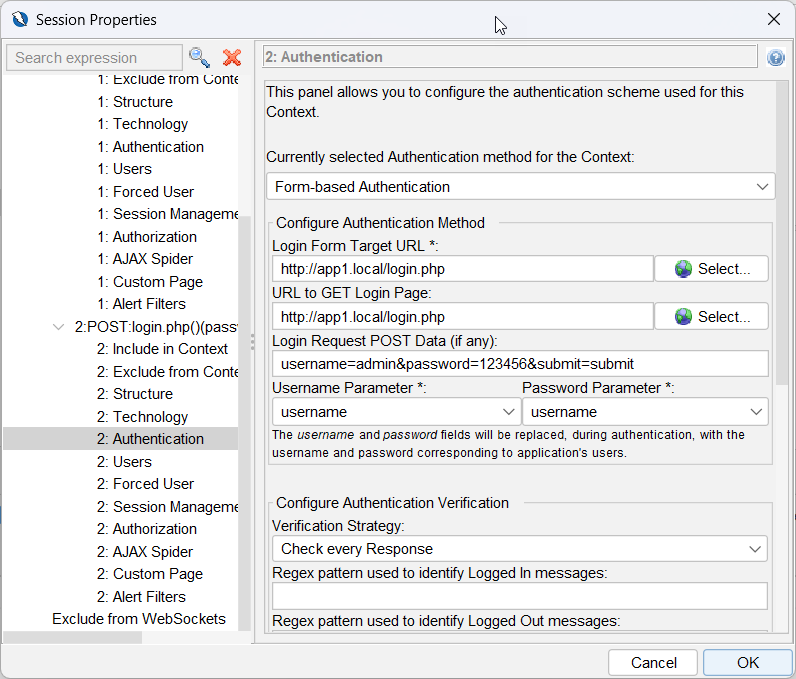 Session Properties
Search expression
1: Exclude from Conte
1: Structure
1: Technology
1: Authentication
1: Users
1: Forced User
1: Session Manageme
1: Authorization
1: AJAX Spider
1: Custom Page
1: Alert Filters
2:POST:login.php()(pass
2: Include in Context
2: Exclude from Conte
2: Structure
2: Technology
2: Authentication
2: Users
2: Forced User
2: Session Manageme
2: Authorization
2: AJAX Spider
2: Custom Page
2: Alert Filters
Exclude from WebSockets
2: Authentication
This panel allows you to configure the authentication scheme used for this
Context.
Currently selected Authentication method for the Context:
Form-based Authentication
Configure Authentication Method
Login Form Target URL *:
http://app1.local/login.php
Select...
URL to GET Login Page:
http://app1.local/login.php
Select...
Login Request POST Data (if any):
username=admin&password=123456&submit=submit
Username Parameter *:
Password Parameter *:
username
username
The username and password fields will be replaced, during authentication, with the
username and password corresponding to application's users.
Configure Authentication Verification
Verification Strategy:
Check every Response
Regex pattern used to identify Logged In messages:
Regex pattern used to identify Logged Out messages:
Cancel
OK